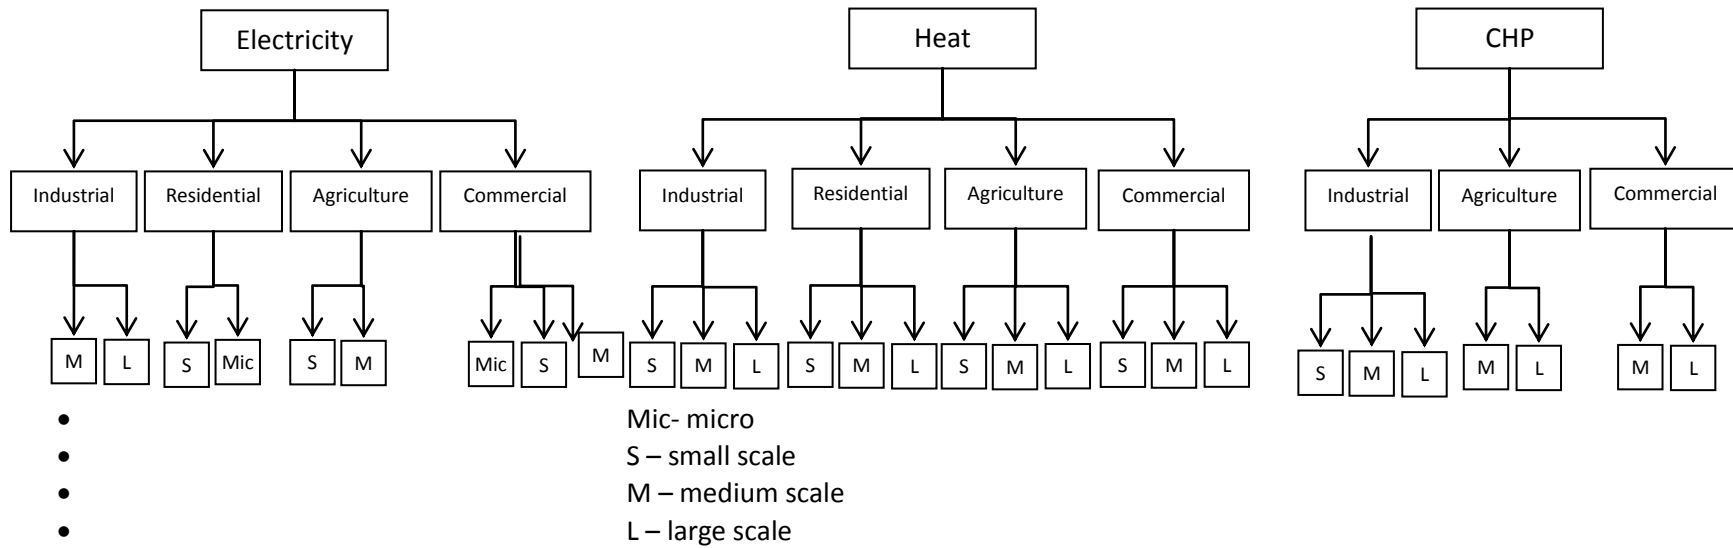 Electricity Heat CHP
Industrial Residential Agriculture Commercial Industrial Residential Agriculture Commercial Industrial Agriculture Commercial
M L S Mic S M Mic S M S M L S M L S M L S M L S M L M L M L
• Mic- micro
• S – small scale
• M – medium scale
• L – large scale